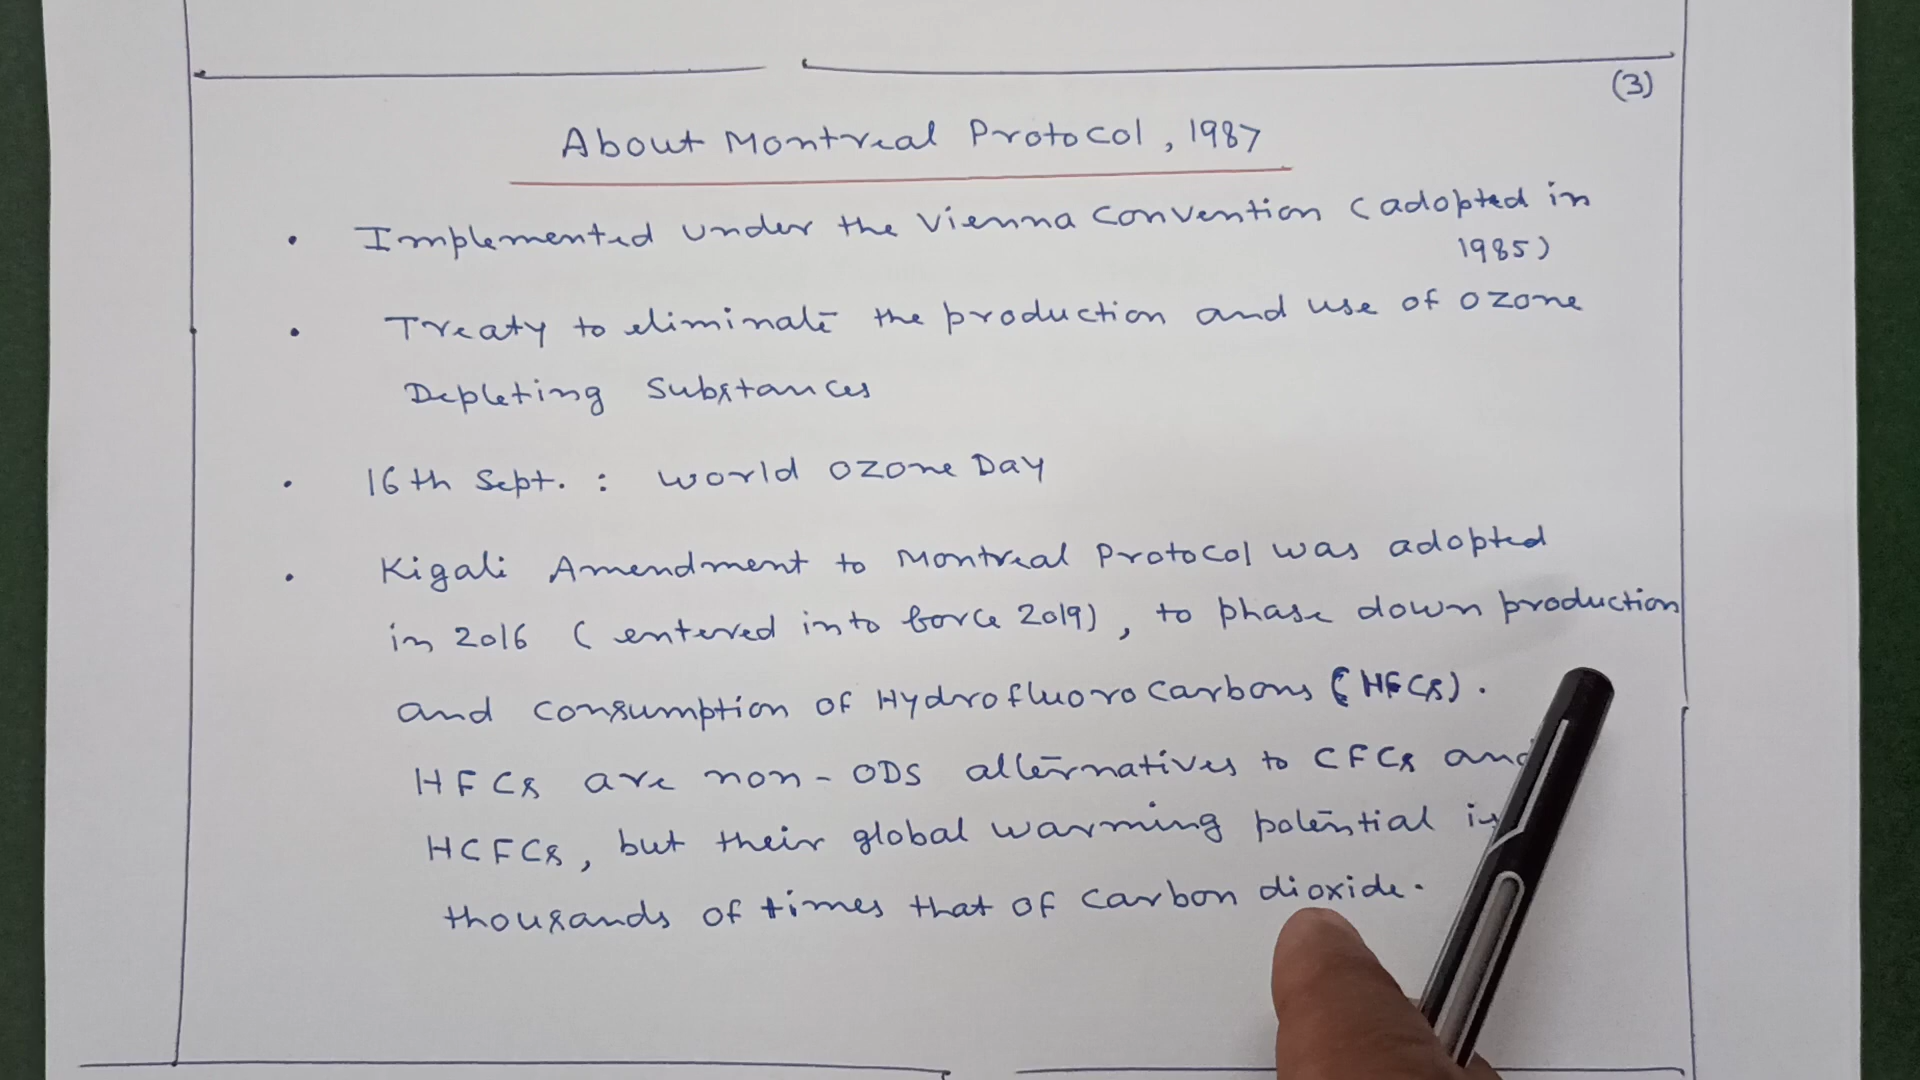 (3)
About Montreal Protocol, 1987
• Implemented under the Vienna Convention (adopted in
1985)
• Treaty to eliminate the production and use of ozone
Depleting Substances
• 16th Sept. : World Ozone Day
• Kigali Amendment to Montreal Protocol was adopted
in 2016 (entered into force 2019), to phase down production
and consumption of Hydrofluoro Carbons (HFCs).
HFCs are non-ODS alternatives to CFCs and
HCFCs, but their global warming potential is
thousands of times that of carbon dioxide.